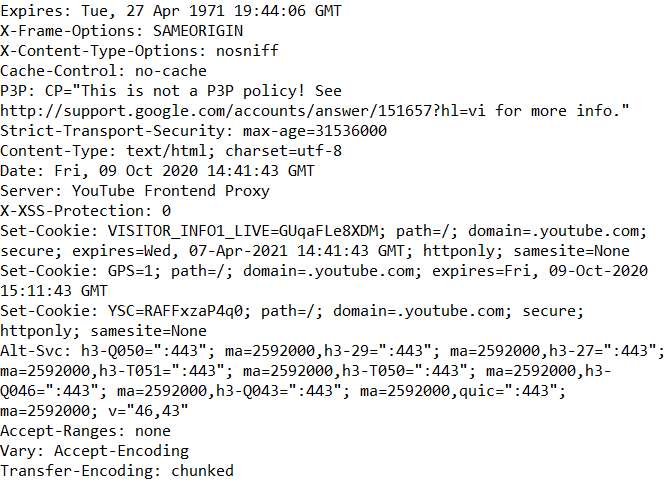 Expires: Tue, 27 Apr 1971 19:44:06 GMT
X-Frame-Options: SAMEORIGIN
X-Content-Type-Options: nosniff
Cache-Control: no-cache
P3P: CP="This is not a P3P policy! See
http://support.google.com/accounts/answer/151657?hl=vi for more info."
Strict-Transport-Security: max-age=31536000
Content-Type: text/html; charset=utf-8
Date: Fri, 09 Oct 2020 14:41:43 GMT
Server: YouTube Frontend Proxy
X-XSS-Protection: 0
Set-Cookie: VISITOR_INFO1_LIVE=GUqaFLe8XDM; path=/; domain=.youtube.com;
secure; expires=Wed, 07-Apr-2021 14:41:43 GMT; httponly; samesite=None
Set-Cookie: GPS=1; path=/; domain=.youtube.com; expires=Fri, 09-Oct-2020
15:11:43 GMT
Set-Cookie: YSC=RAFFxzaP4q0; path=/; domain=.youtube.com; secure;
httponly; samesite=None
Alt-Svc: h3-Q050=":443"; ma=2592000,h3-29=":443"; ma=2592000,h3-27=":443";
ma=2592000,h3-T051=":443"; ma=2592000,h3-T050=":443"; ma=2592000,h3-
Q046=":443"; ma=2592000,h3-Q043=":443"; ma=2592000,quic=":443";
ma=2592000; v="46,43"
Accept-Ranges: none
Vary: Accept-Encoding
Transfer-Encoding: chunked